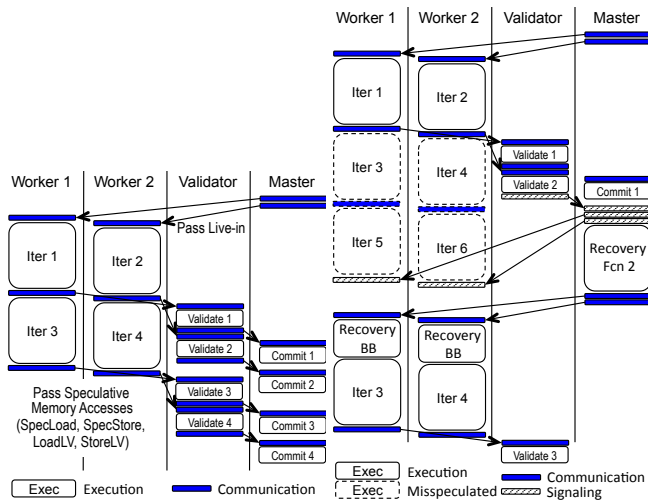 Worker 1 Worker 2 Validator Master
Pass Live-in
Iter 1 Iter 2
Iter 3 Iter 4
Validate 1
Validate 2
Commit 1
Commit 2
Validate 3
Validate 4
Commit 3
Commit 4
Pass Speculative
Memory Accesses
(SpecLoad, SpecStore,
LoadLV, StoreLV)
Exec Execution Communication
Worker 1 Worker 2 Validator Master
Iter 1 Iter 2
Validate 1
Iter 3 Iter 4
Validate 2
Commit 1
Iter 5 Iter 6
Recovery
Fcn 2
Recovery
BB
Recovery
BB
Iter 3 Iter 4
Validate 3
Exec Execution Communication
Exec Misspeculated Signaling